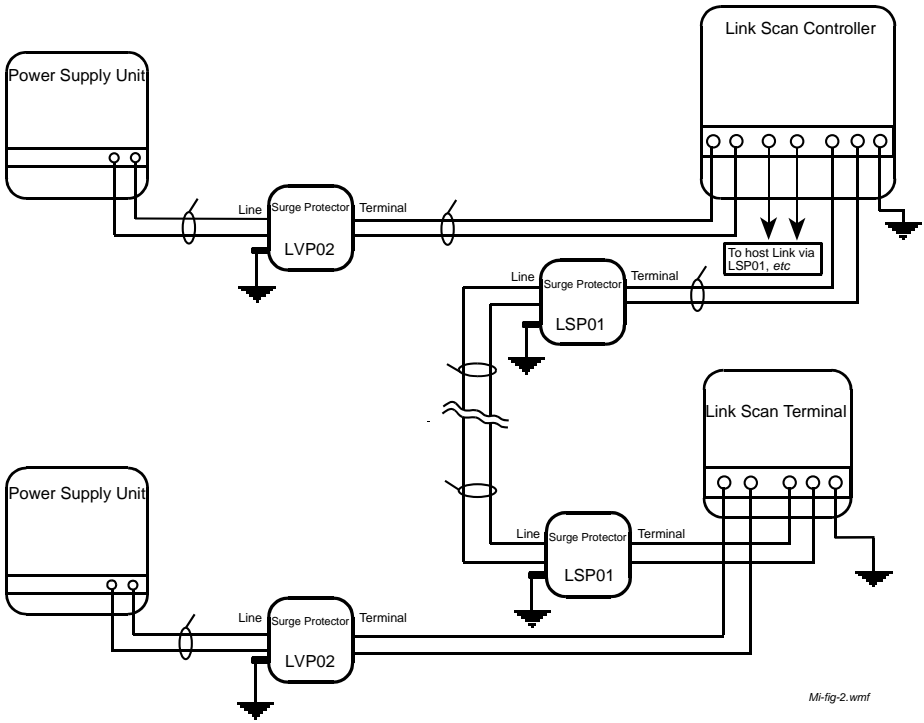 Link Scan Controller
Power Supply Unit
Line
Surge Protector
Terminal
LVP02
To host Link via
LSP01, etc
Line
Surge Protector
Terminal
LSP01
Link Scan Terminal
Power Supply Unit
Line
Surge Protector
Terminal
LSP01
Line
Surge Protector
Terminal
LVP02
Mi-fig-2.wmf